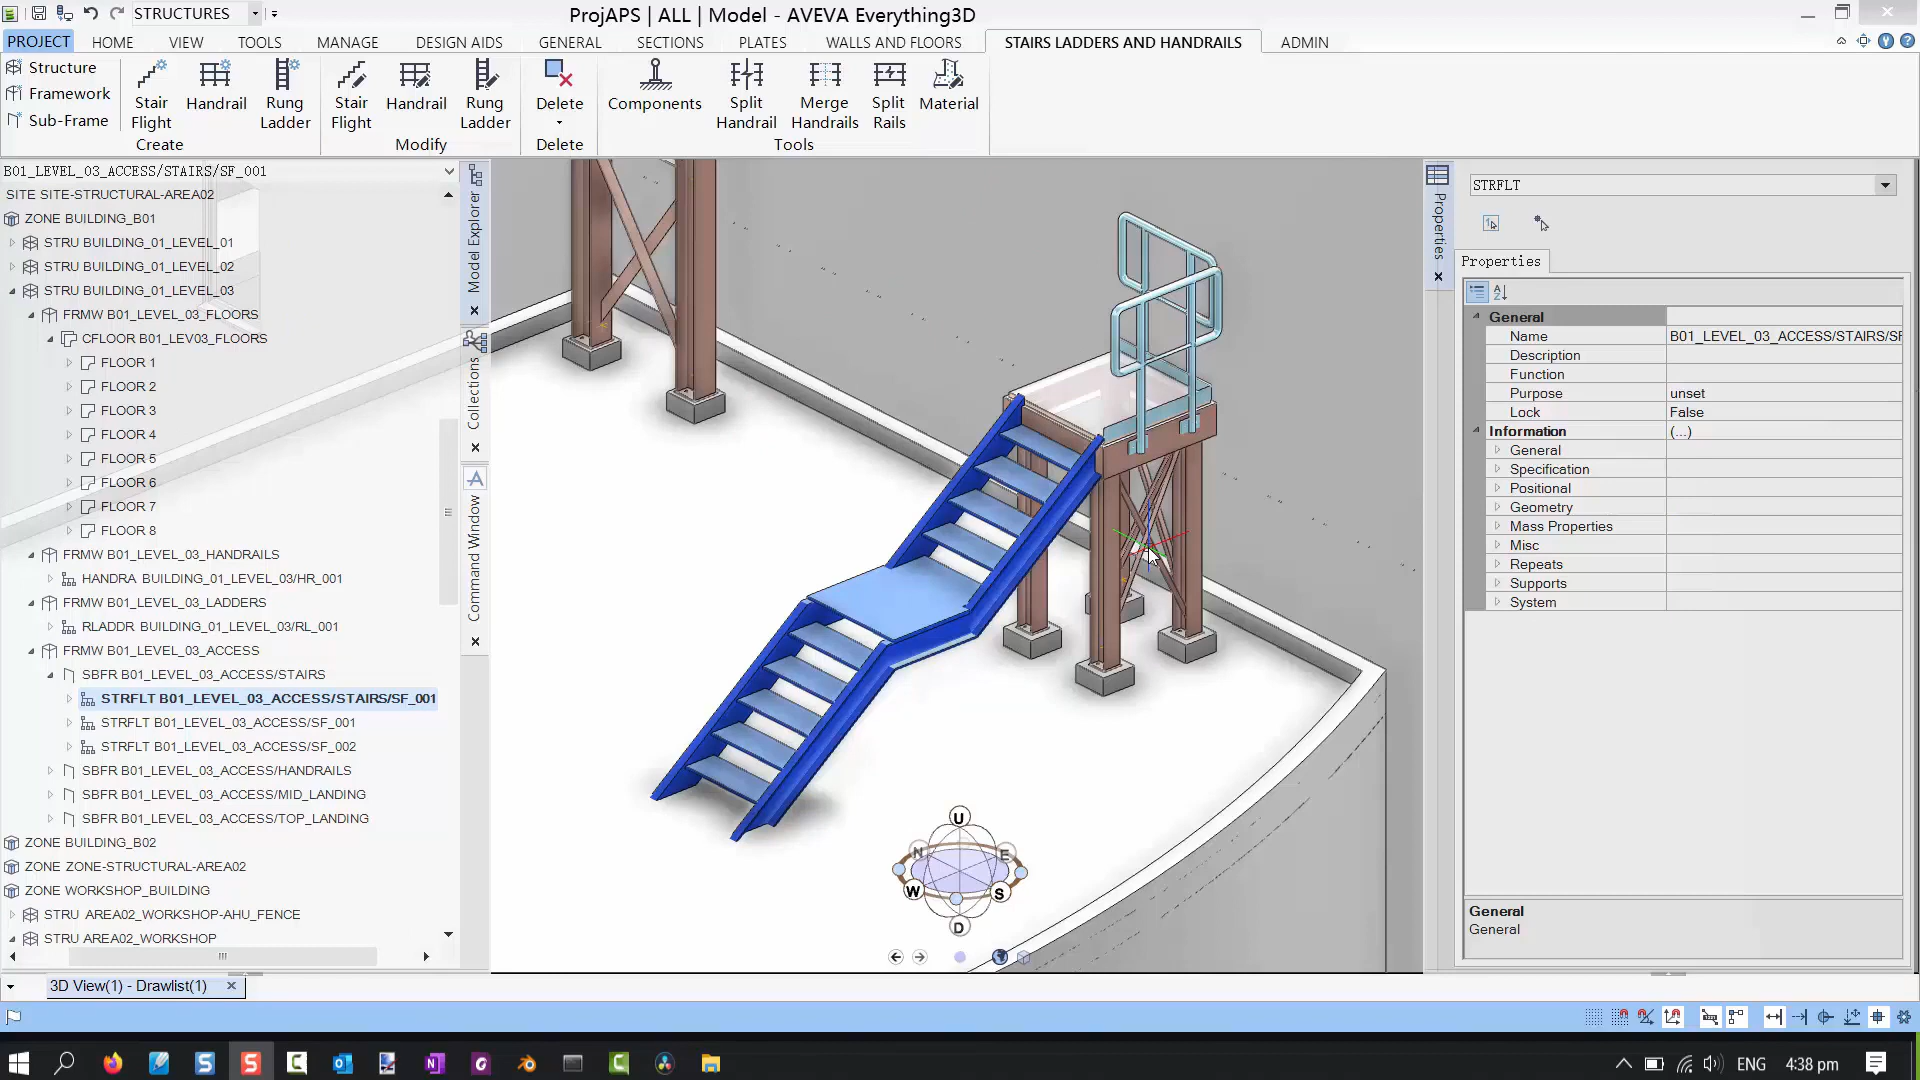 STRUCTURES
ProjAPS | ALL | Model - AVEVA Everything3D
PROJECT
HOME
VIEW
TOOLS
MANAGE
DESIGN AIDS
GENERAL
SECTIONS
PLATES
WALLS AND FLOORS
STAIRS LADDERS AND HANDRAILS
ADMIN
Structure
Framework
Sub-Frame
Stair
Flight
Handrail
Rung
Ladder
Create
Stair
Flight
Handrail
Rung
Ladder
Modify
Delete
Delete
Components
Split
Handrail
Merge
Handrails
Split
Rails
Material
Tools
B01_LEVEL_03_ACCESS/STAIRS/SF_001
SITE SITE-STRUCTURAL-AREA02
ZONE BUILDING_B01
STRU BUILDING_01_LEVEL_01
STRU BUILDING_01_LEVEL_02
STRU BUILDING_01_LEVEL_03
FRMW B01_LEVEL_03_FLOORS
CFLOOR B01_LEV03_FLOORS
FLOOR 1
FLOOR 2
FLOOR 3
FLOOR 4
FLOOR 5
FLOOR 6
FLOOR 7
FLOOR 8
FRMW B01_LEVEL_03_HANDRAILS
HANDRA BUILDING_01_LEVEL_03/HR_001
FRMW B01_LEVEL_03_LADDERS
RLADDR BUILDING_01_LEVEL_03/RL_001
FRMW B01_LEVEL_03_ACCESS
SBFR B01_LEVEL_03_ACCESS/STAIRS
STRFLT B01_LEVEL_03_ACCESS/STAIRS/SF_001
STRFLT B01_LEVEL_03_ACCESS/SF_001
STRFLT B01_LEVEL_03_ACCESS/SF_002
SBFR B01_LEVEL_03_ACCESS/HANDRAILS
SBFR B01_LEVEL_03_ACCESS/MID_LANDING
SBFR B01_LEVEL_03_ACCESS/TOP_LANDING
ZONE BUILDING_B02
ZONE ZONE-STRUCTURAL-AREA02
ZONE WORKSHOP_BUILDING
STRU AREA02_WORKSHOP-AHU_FENCE
STRU AREA02_WORKSHOP
Model Explorer
Collections
Command Window
U
N
E
W
S
D
Properties
STRFLT
Properties
General
Name B01_LEVEL_03_ACCESS/STAIRS/SF
Description
Function
Purpose unset
Lock False
Information (...)
General
Specification
Positional
Geometry
Mass Properties
Misc
Repeats
Supports
System
General
General
3D View(1) - Drawlist(1)
ENG
4:38 pm